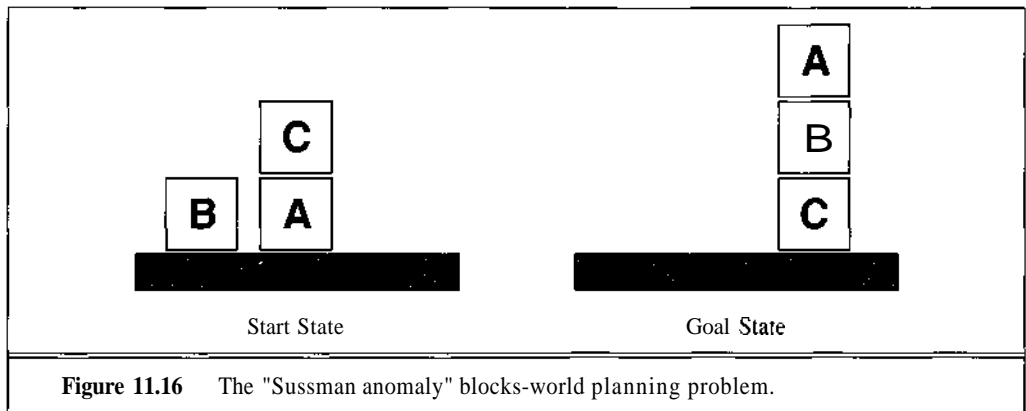 A
C
B
B A
C
Start State
Goal State
Figure 11.16 The "Sussman anomaly" blocks-world planning problem.